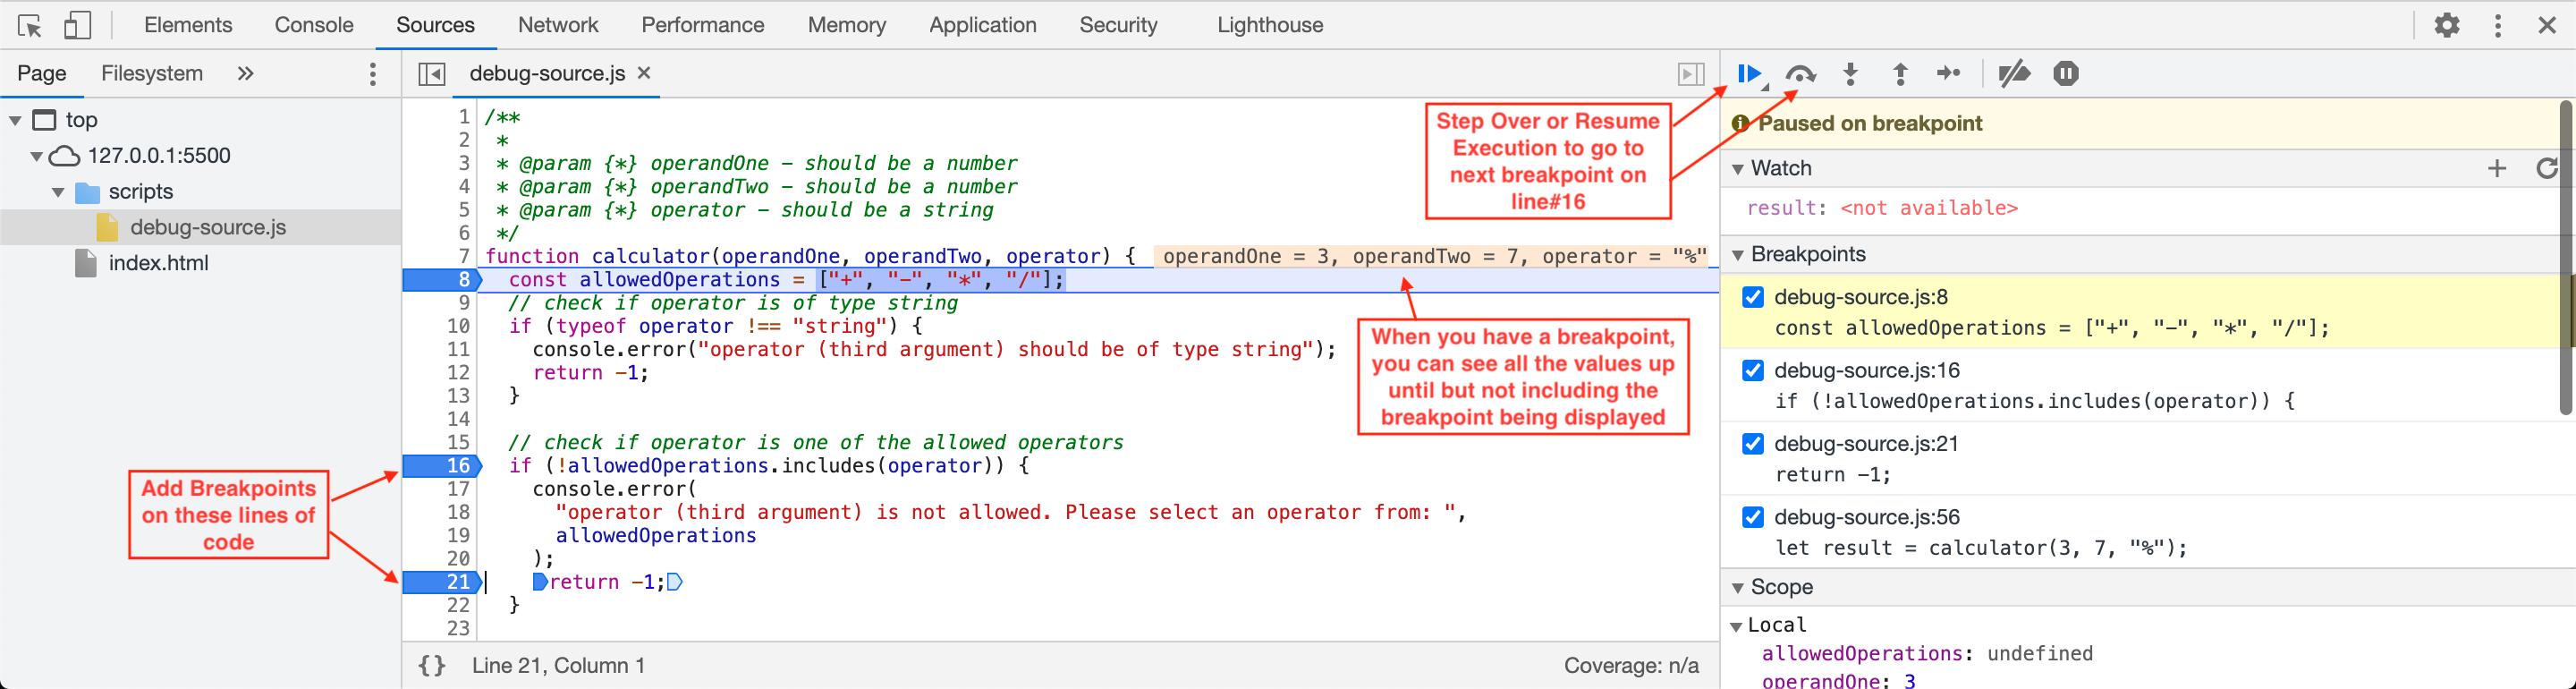 Elements Console Sources Network Performance Memory Application Security Lighthouse
Page Filesystem »
top
127.0.0.1:5500
scripts
debug-source.js
index.html
Add Breakpoints
on these lines of
code
debug-source.js ×
1 /**
2 *
3 * @param {*} operandOne – should be a number
4 * @param {*} operandTwo – should be a number
5 * @param {*} operator – should be a string
6 */
7 function calculator(operandOne, operandTwo, operator) { operandOne = 3, operandTwo = 7, operator = "%"
8 const allowedOperations = ["+", "-", "*", "/"];
9 // check if operator is of type string
10 if (typeof operator !== "string") {
11 console.error("operator (third argument) should be of type string");
12 return -1;
13 }
14
15 // check if operator is one of the allowed operators
16 if (!allowedOperations.includes(operator)) {
17 console.error(
18 "operator (third argument) is not allowed. Please select an operator from: ",
19 allowedOperations
20 );
21 return -1;
22 }
23
{} Line 21, Column 1 Coverage: n/a
Step Over or Resume
Execution to go to
next breakpoint on
line#16
When you have a breakpoint,
you can see all the values up
until but not including the
breakpoint being displayed
Paused on breakpoint
Watch
result: <not available>
Breakpoints
debug-source.js:8
const allowedOperations = ["+", "-", "*", "/"];
debug-source.js:16
if (!allowedOperations.includes(operator)) {
debug-source.js:21
return -1;
debug-source.js:56
let result = calculator(3, 7, "%");
Scope
Local
allowedOperations: undefined
operandOne: 3